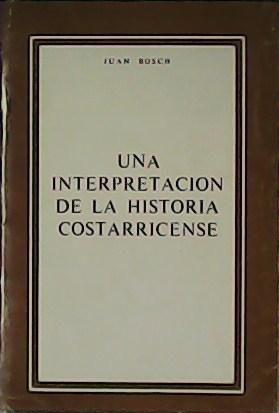 JUAN BOSCH
UNA
INTERPRETACION
DE LA HISTORIA
COSTARRICENSE